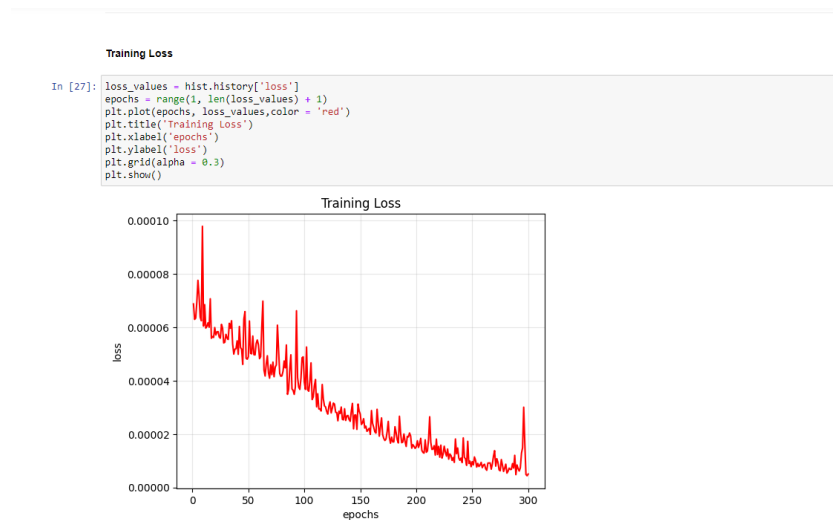 Training Loss
In [27]: loss_values = hist.history['loss']
epochs = range(1, len(loss_values) + 1)
plt.plot(epochs, loss_values,color = 'red')
plt.title('Training Loss')
plt.xlabel('epochs')
plt.ylabel('loss')
plt.grid(alpha = 0.3)
plt.show()
Training Loss
0.00010
0.00008
0.00006
loss
0.00004
0.00002
0.00000
0 50 100 150 200 250 300
epochs